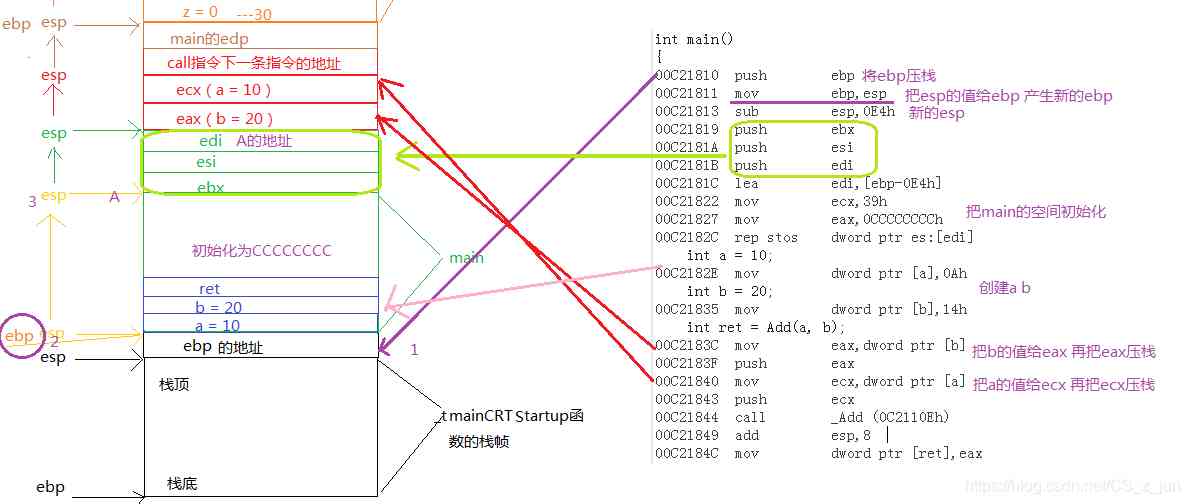 z = 0 ---30
ebp
esp
main的edp
call指令下一条指令的地址
esp
ecx ( a = 10 )
eax ( b = 20 )
esp
edi A的地址
esi
ebx
3
esp
A
初始化为CCCCCCCC
main
ret
b = 20
a = 10
ebp
2
esp
ebp 的地址
1
esp
栈顶
_tmainCRTStartup函
数的栈帧
栈底
ebp
int main()
{
00C21810 push ebp 将ebp压栈
00C21811 mov ebp,esp 把esp的值给ebp 产生新的ebp
00C21813 sub esp,0E4h 新的esp
00C21819 push ebx
00C2181A push esi
00C2181B push edi
00C2181C lea edi,[ebp-0E4h]
00C21822 mov ecx,39h
00C21827 mov eax,0CCCCCCCCh 把main的空间初始化
00C2182C rep stos dword ptr es:[edi]
int a = 10;
00C2182E mov dword ptr [a],0Ah
int b = 20; 创建a b
00C21835 mov dword ptr [b],14h
int ret = Add(a, b);
00C2183C mov eax,dword ptr [b] 把b的值给eax 再把eax压栈
00C2183F push eax
00C21840 mov ecx,dword ptr [a] 把a的值给ecx 再把ecx压栈
00C21843 push ecx
00C21844 call _Add (0C2110Eh)
00C21849 add esp,8
00C2184C mov dword ptr [ret],eax
https://blog.csdn.net/CS_z_jun